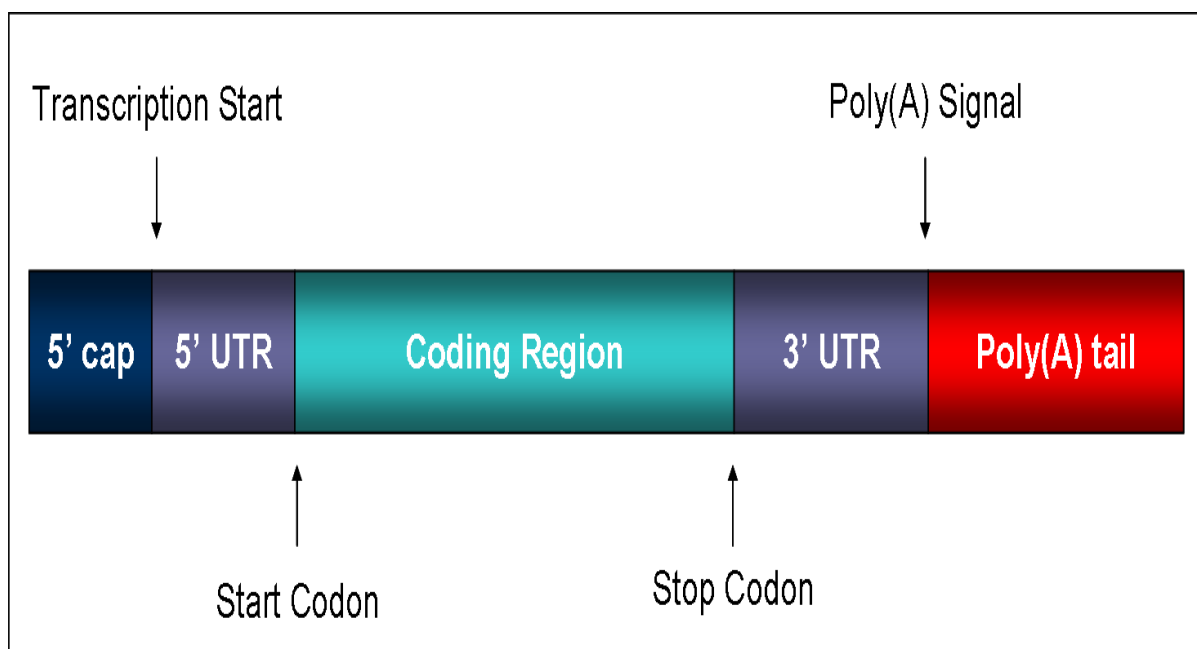 Transcription Start
Poly(A) Signal
5’ cap
5’ UTR
Coding Region
3’ UTR
Poly(A) tail
Start Codon
Stop Codon